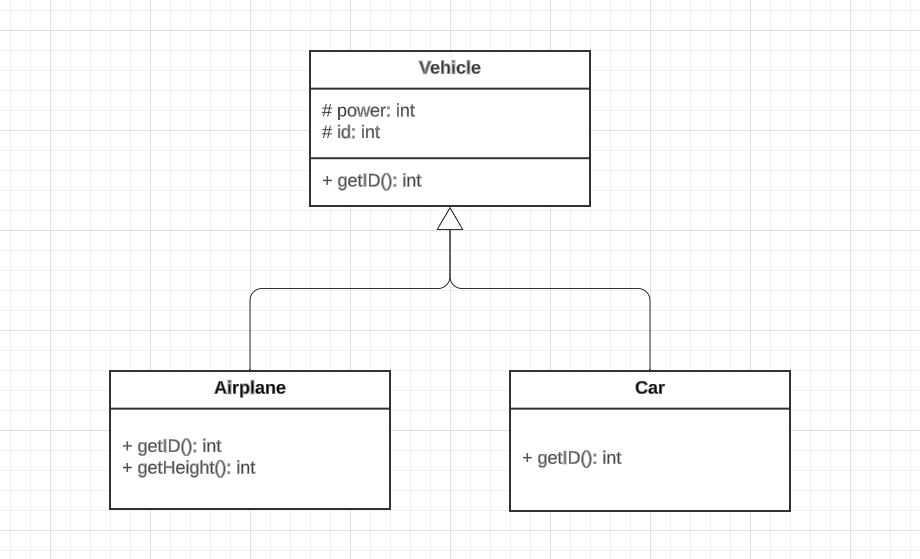 Vehicle
# power: int
# id: int
+ getID(): int
Airplane
+ getID(): int
+ getHeight(): int
Car
+ getID(): int